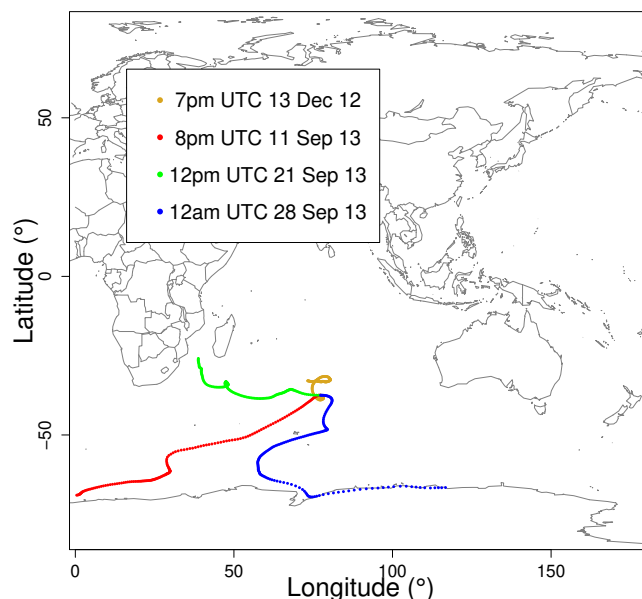 7pm UTC 13 Dec 12
8pm UTC 11 Sep 13
12pm UTC 21 Sep 13
12am UTC 28 Sep 13
Latitude (°)
50
0
−50
0
50
100
150
Longitude (°)